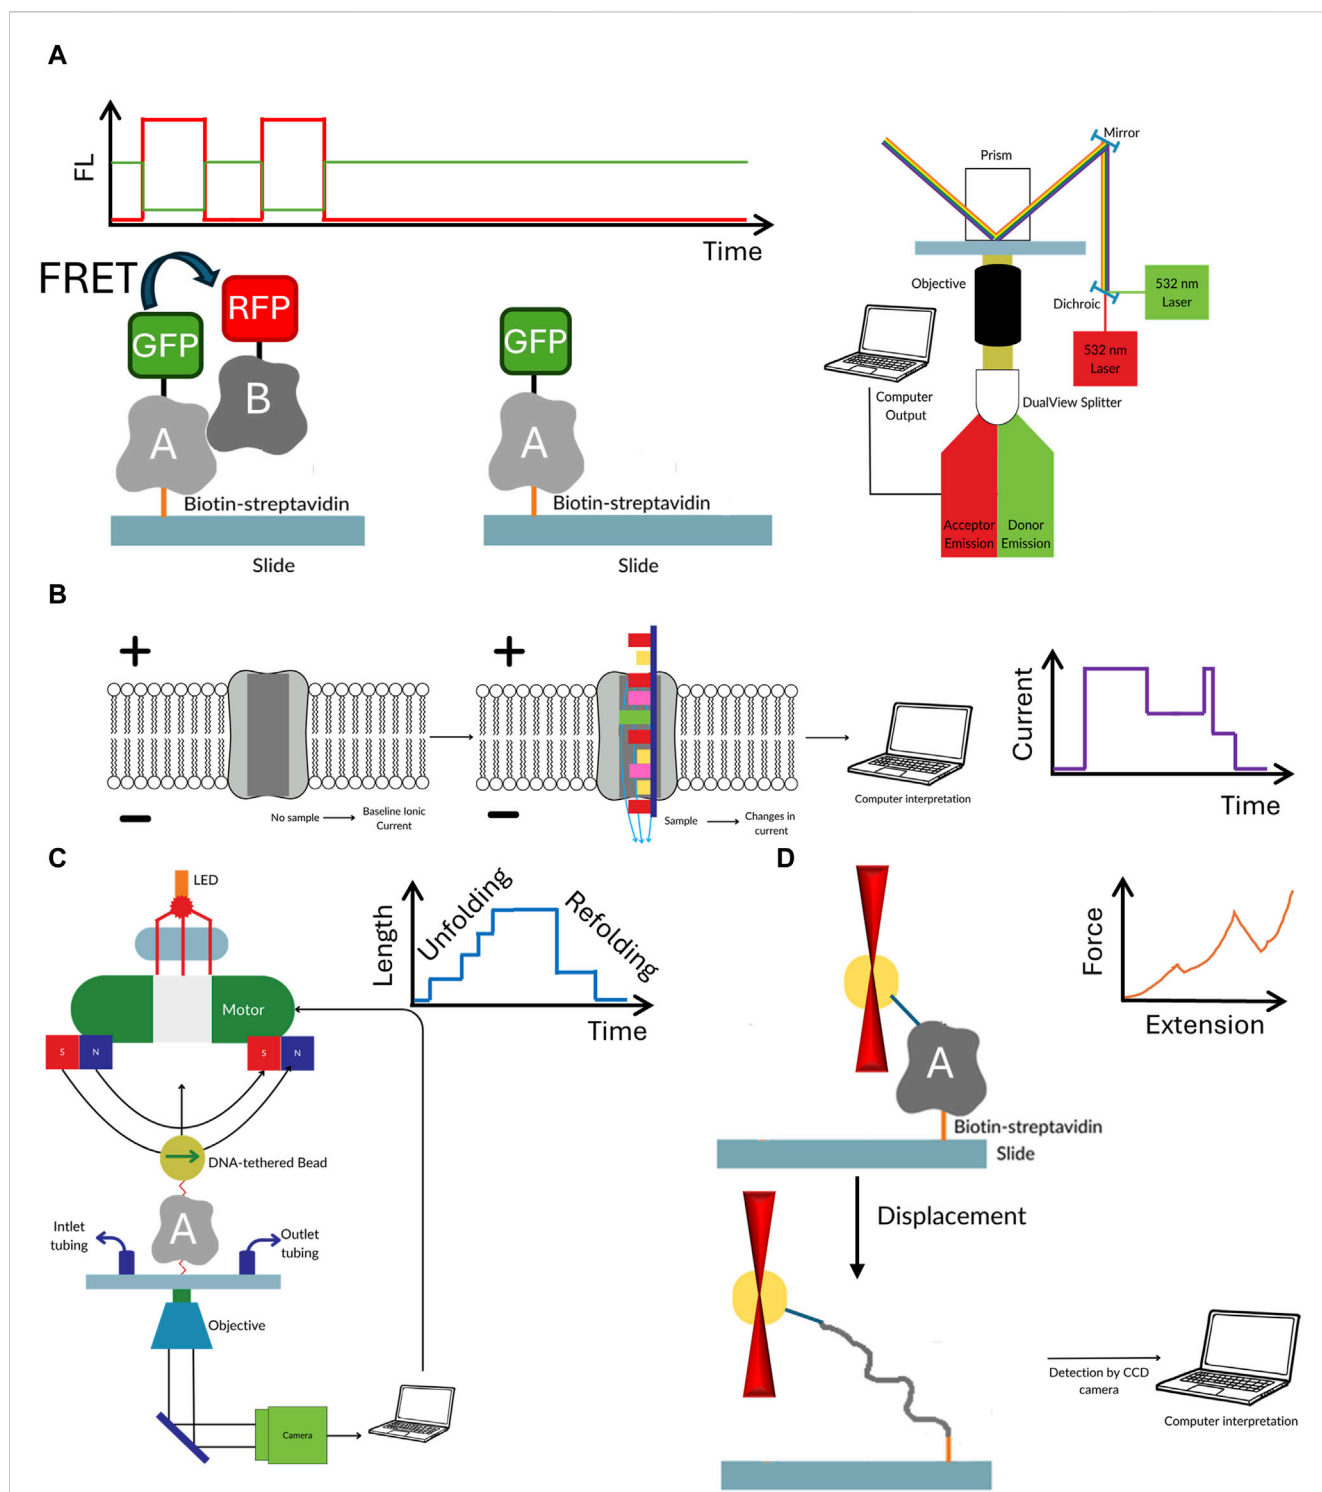 A
FL
Time
FRET
GFP
RFP
A
B
Biotin-streptavidin
Slide
GFP
A
Biotin-streptavidin
Slide
Mirror
Prism
Objective
Dichroic
532 nm
Laser
532 nm
Laser
Computer
Output
DualView Splitter
Acceptor
Emission
Donor
Emission
B
+
−
No sample
Baseline Ionic
Current
+
−
Sample
Changes in
current
Computer interpretation
Current
Time
C
LED
Motor
S
N
S
N
DNA-tethered Bead
A
Intlet
tubing
Outlet
tubing
Objective
Camera
Length
Unfolding
Refolding
Time
D
A
Biotin-streptavidin
Slide
Force
Extension
Displacement
Detection by CCD
camera
Computer interpretation